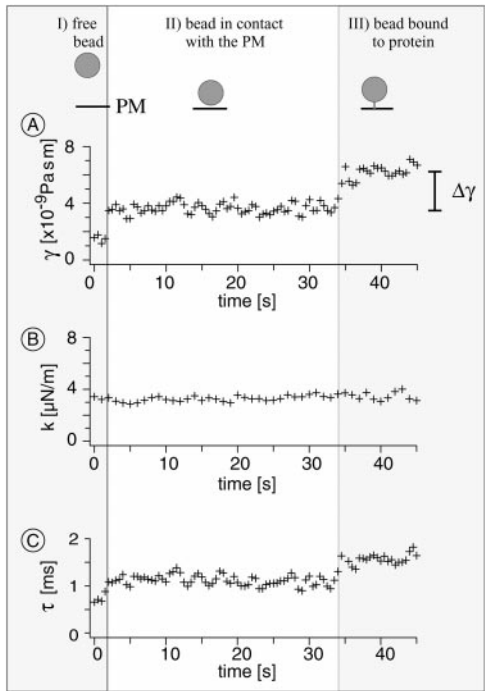 I) free
bead
II) bead in contact
with the PM
III) bead bound
to protein
PM
A
γ [x10⁻⁹Pa s m]
8
4
0
0 10 20 30 40
time [s]
Δγ
B
k [μN/m]
8
4
0
0 10 20 30 40
time [s]
C
τ [ms]
2
1
0
0 10 20 30 40
time [s]